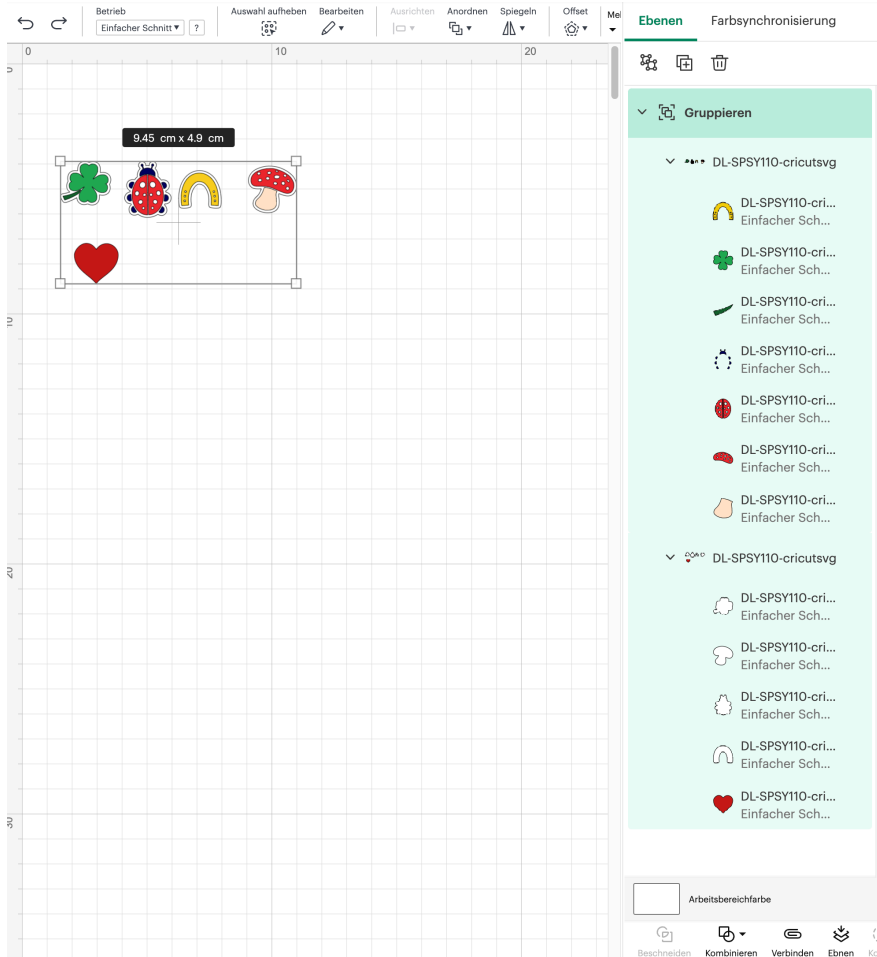 Betrieb
Einfacher Schnitt
?
Auswahl aufheben
Bearbeiten
Ausrichten
Anordnen
Spiegeln
Offset
Ebenen
Farbsynchronisierung
0
10
20
0
10
20
30
9.45 cm x 4.9 cm
Gruppieren
DL-SPSY110-cricutsvg
DL-SPSY110-cri...
Einfacher Sch...
DL-SPSY110-cri...
Einfacher Sch...
DL-SPSY110-cri...
Einfacher Sch...
DL-SPSY110-cri...
Einfacher Sch...
DL-SPSY110-cri...
Einfacher Sch...
DL-SPSY110-cri...
Einfacher Sch...
DL-SPSY110-cri...
Einfacher Sch...
DL-SPSY110-cricutsvg
DL-SPSY110-cri...
Einfacher Sch...
DL-SPSY110-cri...
Einfacher Sch...
DL-SPSY110-cri...
Einfacher Sch...
DL-SPSY110-cri...
Einfacher Sch...
DL-SPSY110-cri...
Einfacher Sch...
Arbeitsbereichfarbe
Beschneiden
Kombinieren
Verbinden
Ebnen